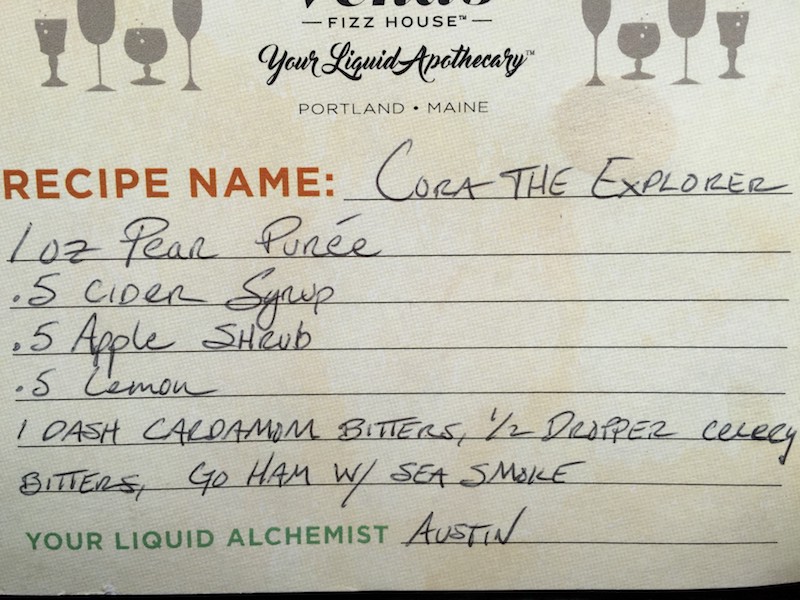 FIZZ HOUSE™
Your Liquid Apothecary™
PORTLAND • MAINE
RECIPE NAME: CORA THE EXPLORER
1 oz Pear Purée
.5 CIDER Syrup
.5 Apple SHRub
.5 Lemon
1 DASH CARDAMOM BITTERS, 1/2 DROPPER celery
BITTERS, GO HAM W/ SEA SMOKE
YOUR LIQUID ALCHEMIST AUSTIN